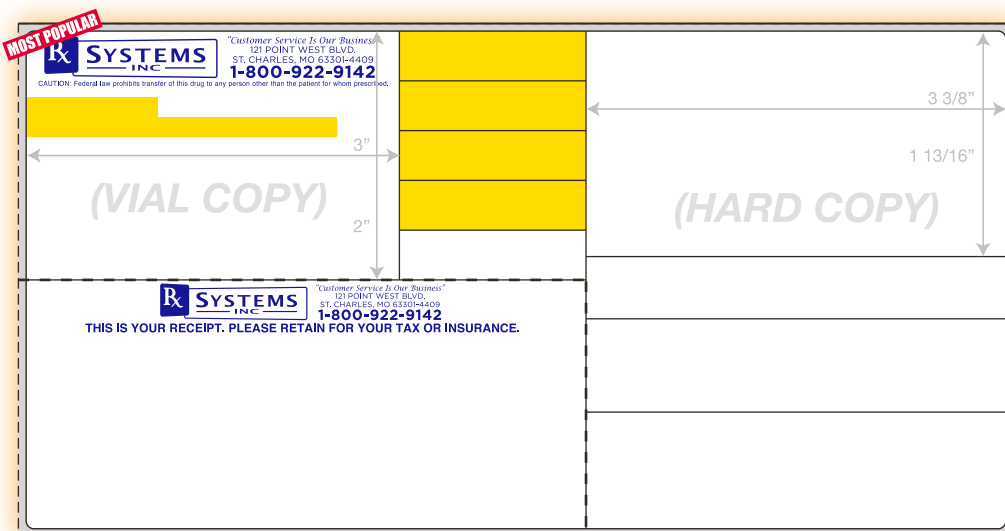 MOST POPULAR
Rx SYSTEMS INC
"Customer Service Is Our Business"
121 POINT WEST BLVD.
ST. CHARLES, MO 63301-4409
1-800-922-9142
CAUTION: Federal law prohibits transfer of this drug to any person other than the patient for whom prescribed.
3"
(VIAL COPY)
2"
3 3/8"
1 13/16"
(HARD COPY)
Rx SYSTEMS INC
"Customer Service Is Our Business"
121 POINT WEST BLVD.
ST. CHARLES, MO 63301-4409
1-800-922-9142
THIS IS YOUR RECEIPT. PLEASE RETAIN FOR YOUR TAX OR INSURANCE.